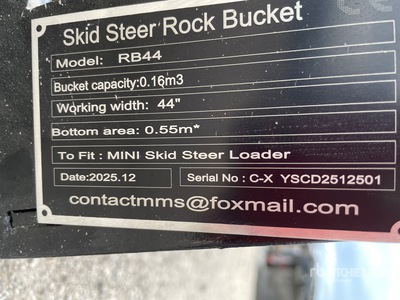 Skid Steer Rock Bucket
Model: RB44
Bucket capacity:0.16m3
Working width: 44"
Bottom area: 0.55m*
To Fit : MINI Skid Steer Loader
Date:2025.12 Serial No : C-X YSCD2512501
contactmms@foxmail.com